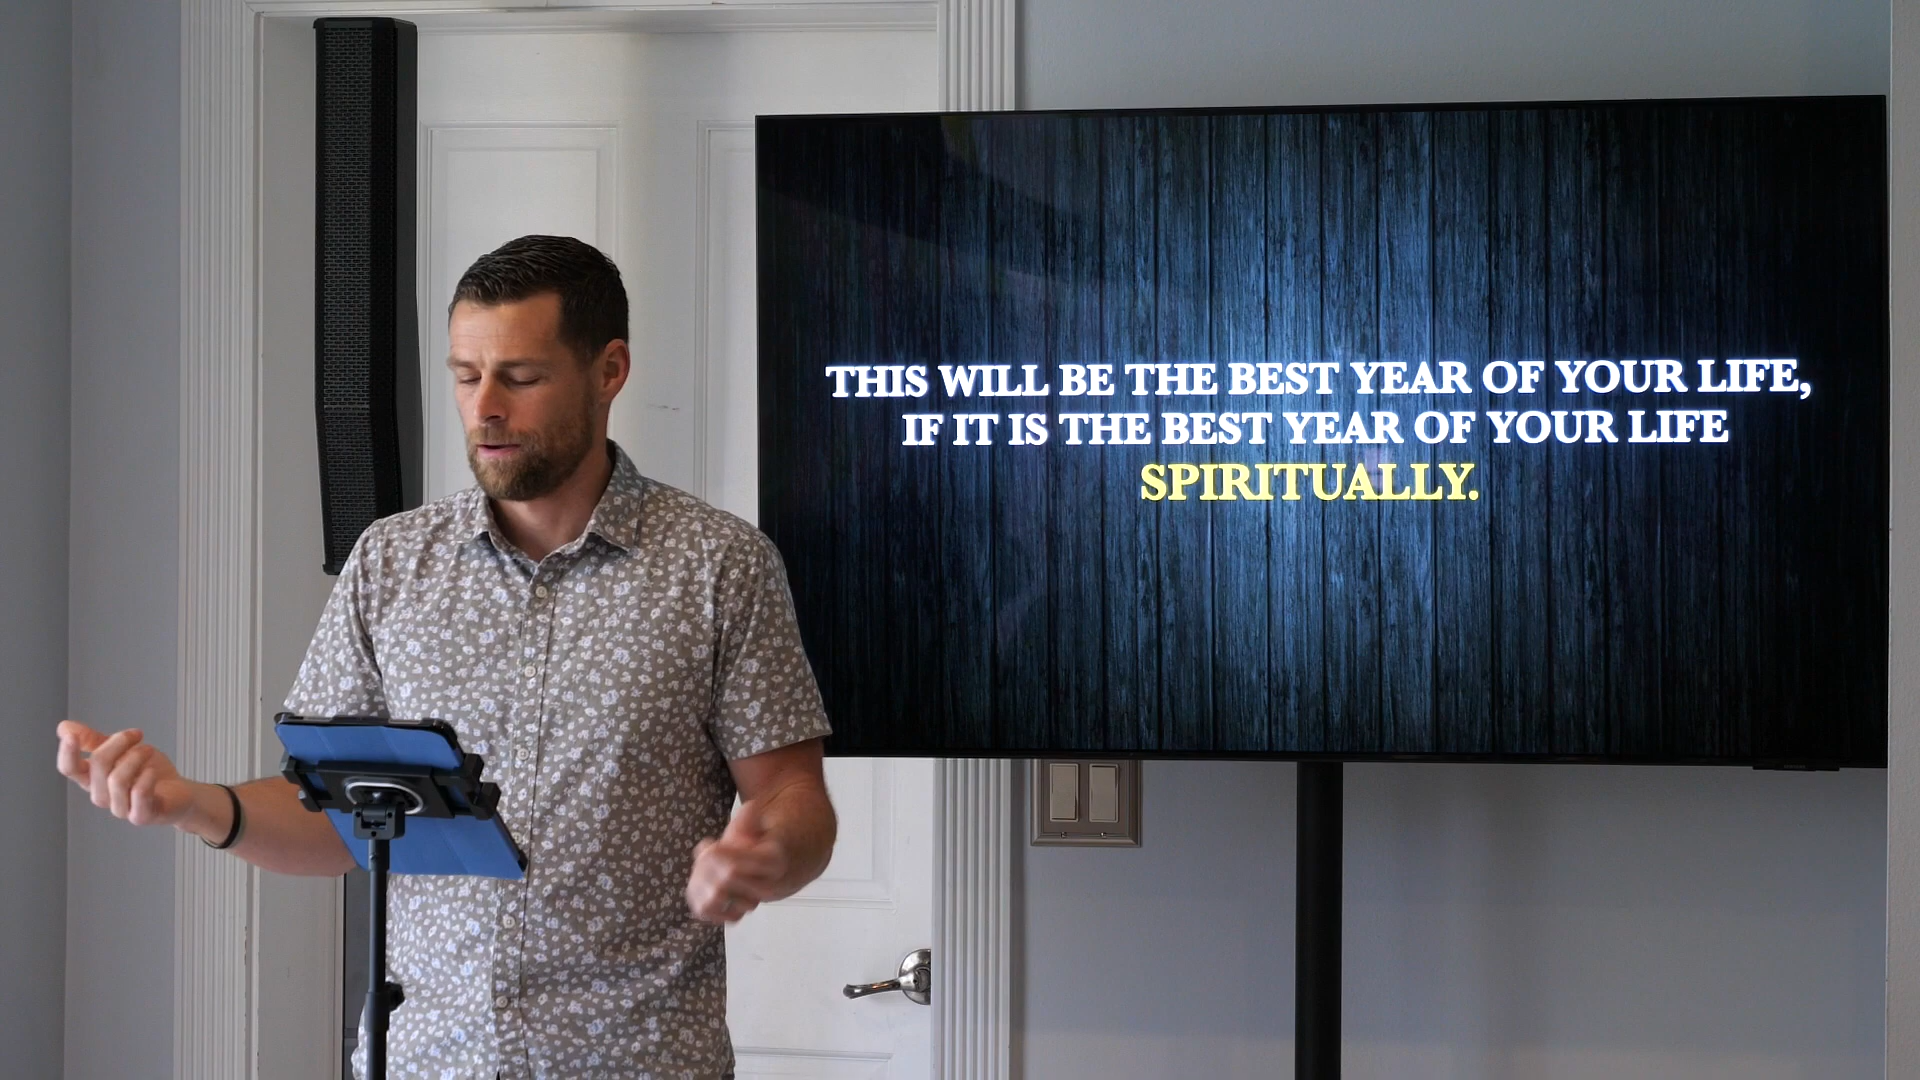 THIS WILL BE THE BEST YEAR OF YOUR LIFE,
IF IT IS THE BEST YEAR OF YOUR LIFE
SPIRITUALLY.